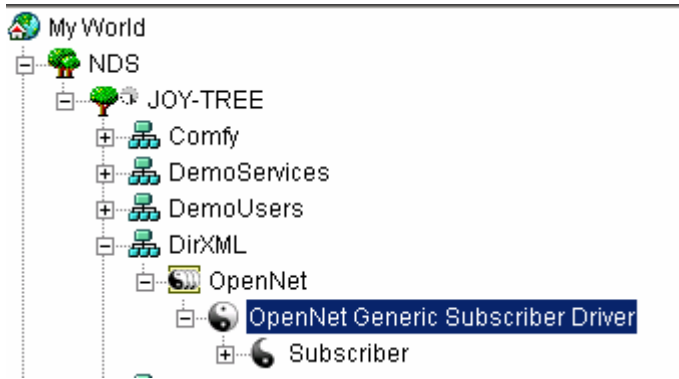 My World
NDS
JOY-TREE
Comfy
DemoServices
DemoUsers
DirXML
OpenNet
OpenNet Generic Subscriber Driver
Subscriber